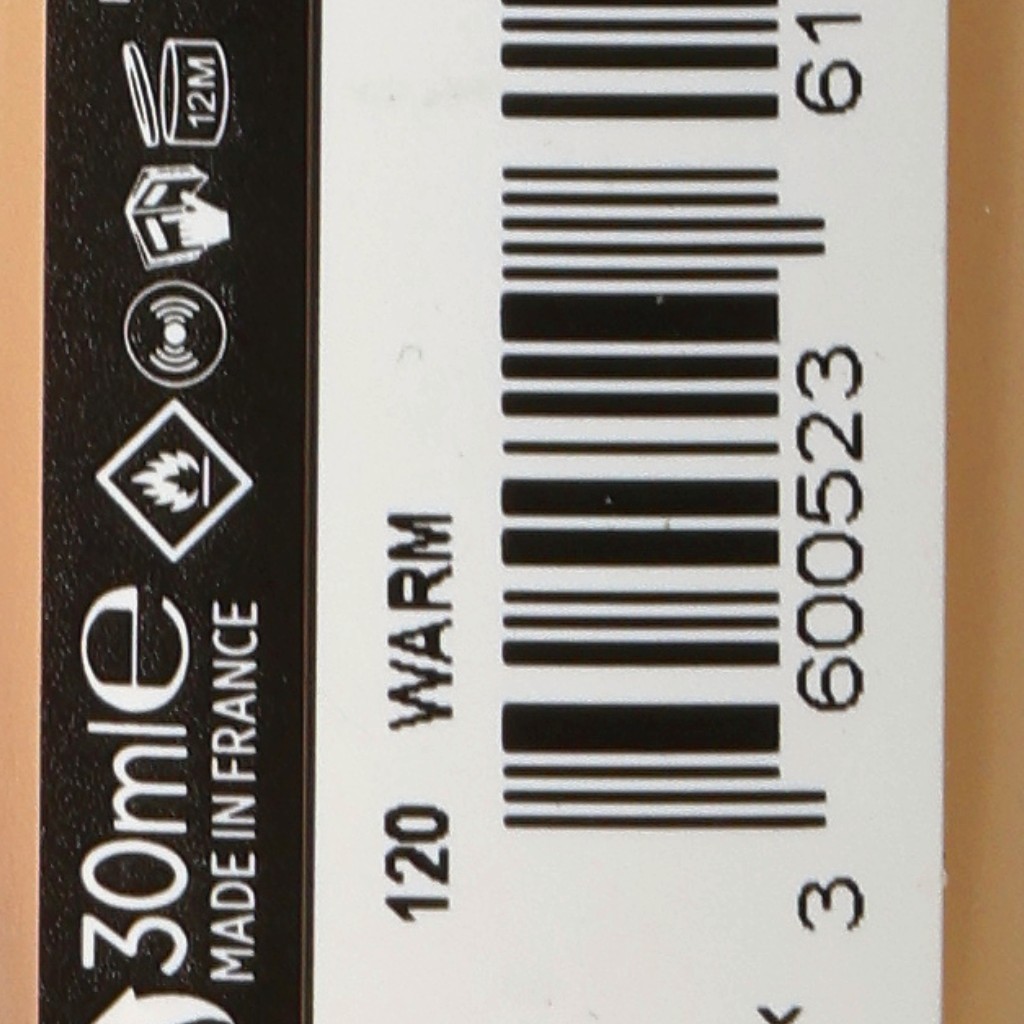 12M
30ml e
MADE IN FRANCE
120 WARM
3 600523 61